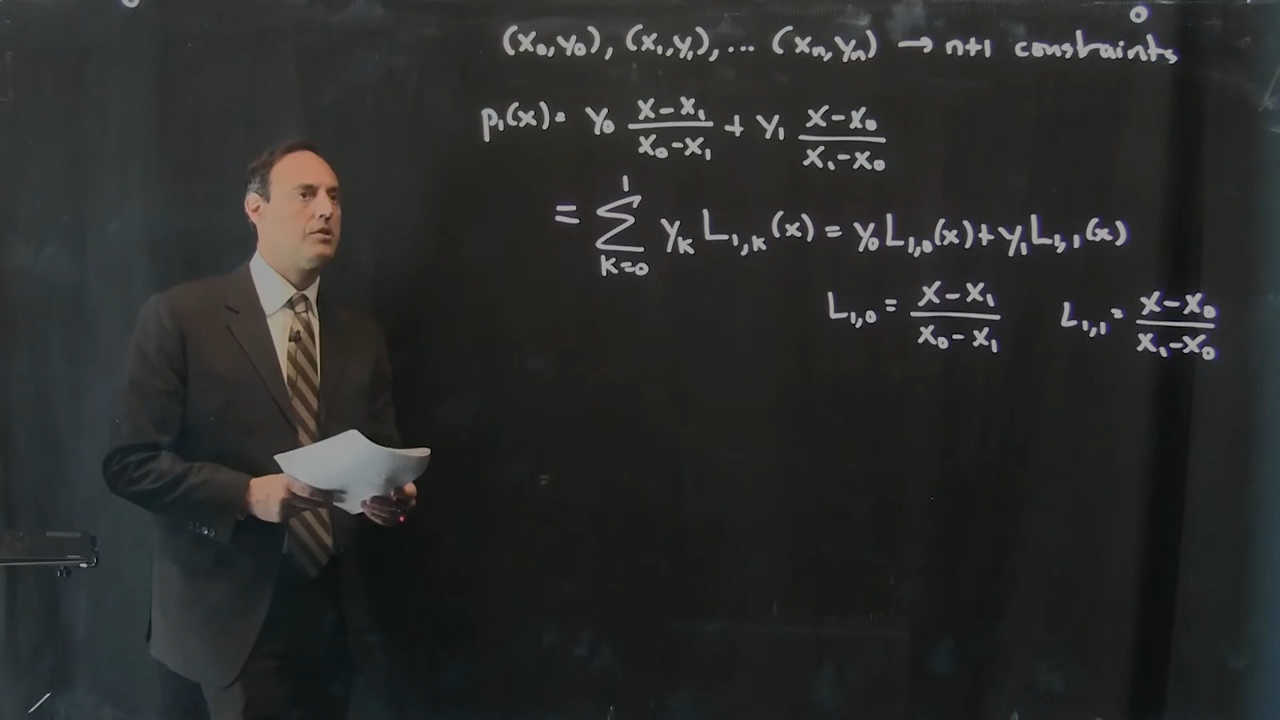 (x₀,y₀), (x₁,y₁), ... (xₙ,yₙ) → n+1 constraints
p₁(x) = y₀ (x-x₁)/(x₀-x₁) + y₁ (x-x₀)/(x₁-x₀)
= ∑_{k=0}^{1} yₖ L₁,ₖ(x) = y₀ L₁,₀(x) + y₁ L₁,₁(x)
L₁,₀ = (x-x₁)/(x₀-x₁) L₁,₁ = (x-x₀)/(x₁-x₀)